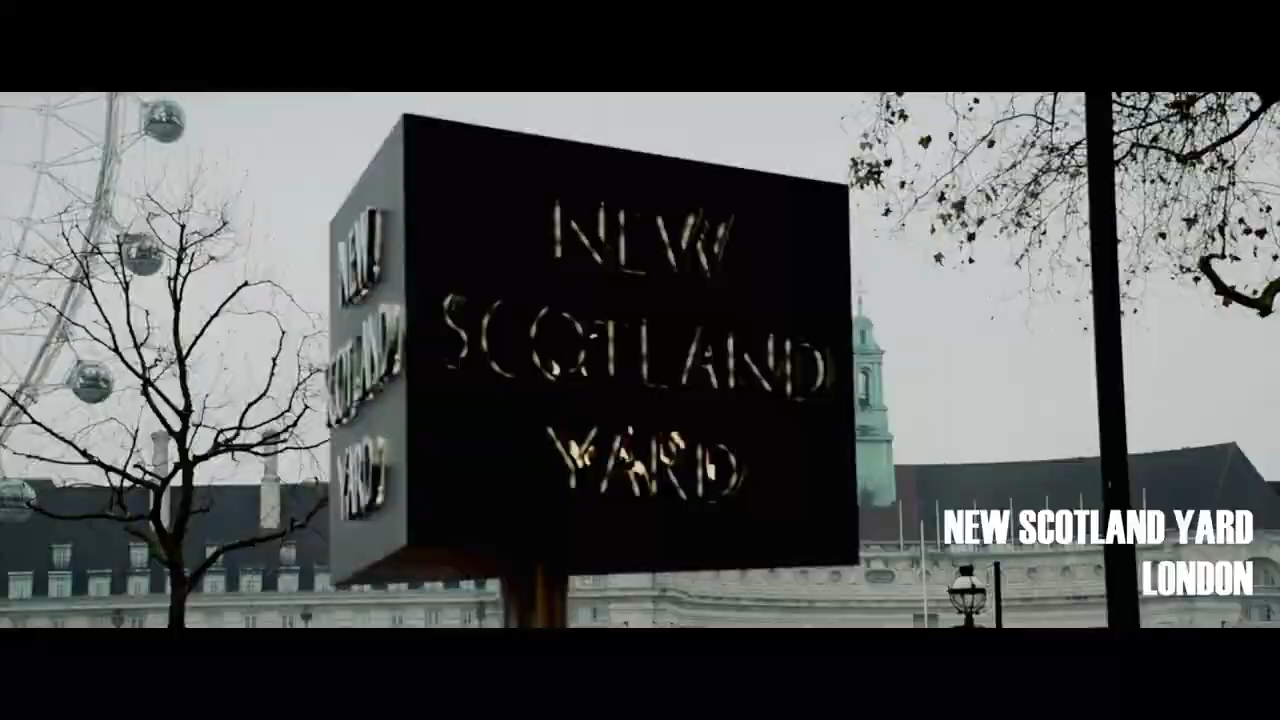 NEW
SCOTLAND
YARD
NEW
SCOTLAND
YARD
NEW SCOTLAND YARD
LONDON